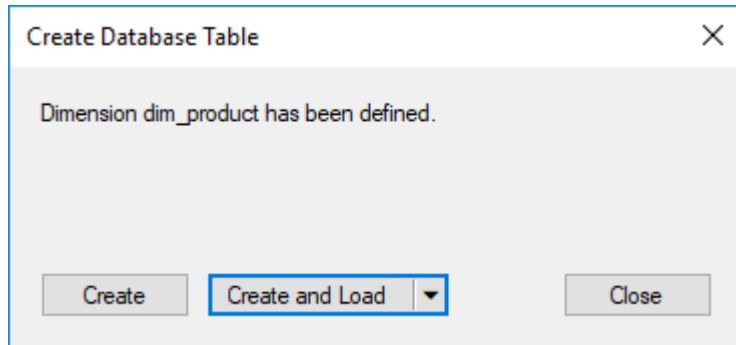 Create Database Table
Dimension dim_product has been defined.
Create
Create and Load
Close